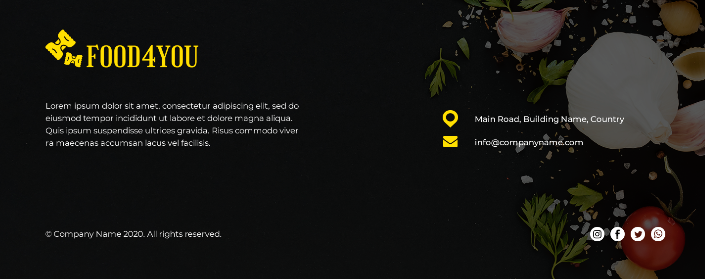 FOOD4YOU
Lorem ipsum dolor sit amet, consectetur adipiscing elit, sed do
eiusmod tempor incididunt ut labore et dolore magna aliqua.
Quis ipsum suspendisse ultrices gravida. Risus commodo viver
ra maecenas accumsan lacus vel facilisis.
Main Road, Building Name, Country
info@companyname.com
© Company Name 2020. All rights reserved.